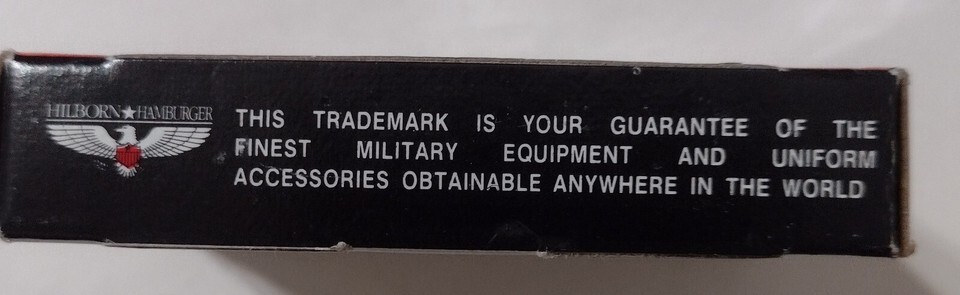 HILBORN★HAMBURGER
THIS TRADEMARK IS YOUR GUARANTEE OF THE
FINEST MILITARY EQUIPMENT AND UNIFORM
ACCESSORIES OBTAINABLE ANYWHERE IN THE WORLD